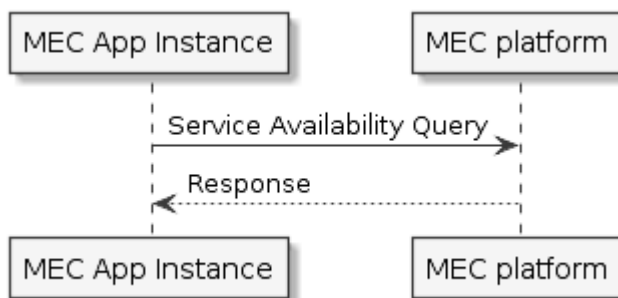 MEC App Instance
MEC platform
Service Availability Query
Response
MEC App Instance
MEC platform